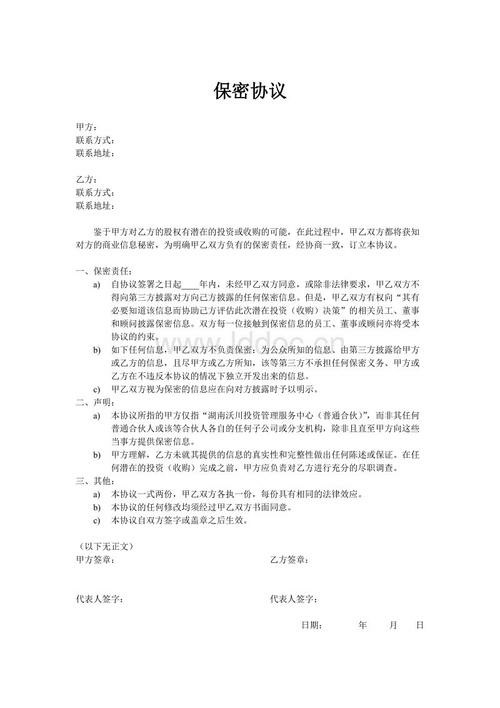 保密协议
甲方：
联系方式：
联系地址：
乙方：
联系方式：
联系地址：
鉴于甲方对乙方的股权有潜在的投资或收购的可能，在此过程中，甲乙双方都将获知
对方的商业信息秘密，为明确甲乙双方负有的保密责任，经协商一致，订立本协议。
一、保密责任：
a) 自协议签署之日起____年内，未经甲乙双方同意，或除非法律要求，甲乙双方不
得向第三方披露对方向己方披露的任何保密信息。但是，甲乙双方有权向“其有
必要知道该信息而协助己方评估此次潜在投资（收购）决策”的相关员工、董事
和顾问披露保密信息。双方每一位接触到保密信息的员工、董事或顾问亦将受本
协议的约束。
b) 如下任何信息，甲乙双方不负责保密：为公众所知的信息、由第三方披露给甲方
或乙方的信息，且尽甲方或乙方所知，该等第三方不承担任何保密义务、甲方或
乙方在不违反本协议的情况下独立开发出来的信息。
c) 甲乙双方视为保密的信息应在向对方披露时予以明示。
二、声明：
a) 本协议所指的甲方仅指“湖南沃川投资管理服务中心（普通合伙）”，而非其任何
普通合伙人或该等合伙人各自的任何子公司或分支机构，除非且直至甲方向这些
当事方提供保密信息。
b) 甲方理解，乙方未就其提供的信息的真实性和完整性做出任何陈述或保证。在任
何潜在的投资（收购）完成之前，甲方应负责对乙方进行充分的尽职调查。
三、其他：
a) 本协议一式两份，甲乙双方各执一份，每份具有相同的法律效应。
b) 本协议的任何修改均须经过甲乙双方书面同意。
c) 本协议自双方签字或盖章之后生效。
（以下无正文）
甲方签章： 乙方签章：
代表人签字： 代表人签字：
日期： 年 月 日